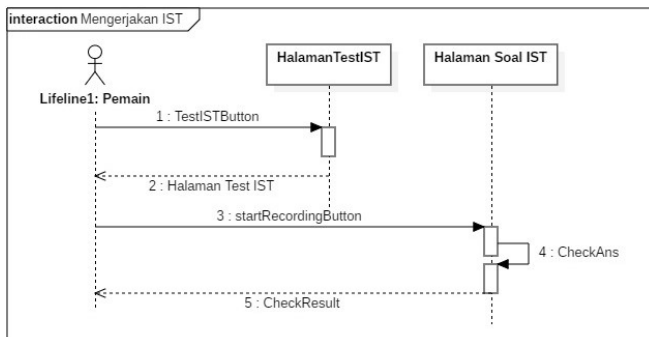 interaction Mengerjakan IST
HalamanTestIST
Halaman Soal IST
Lifeline1: Pemain
1 : TestISTButton
2 : Halaman Test IST
3 : startRecordingButton
4 : CheckAns
5 : CheckResult